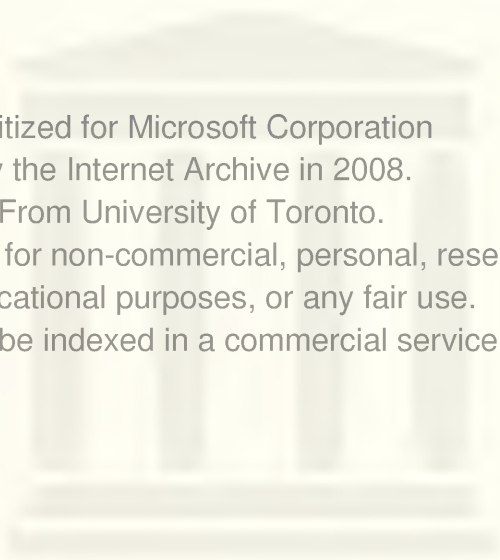 itized for Microsoft Corporation
the Internet Archive in 2008.
From University of Toronto.
for non-commercial, personal, rese
cational purposes, or any fair use.
be indexed in a commercial service